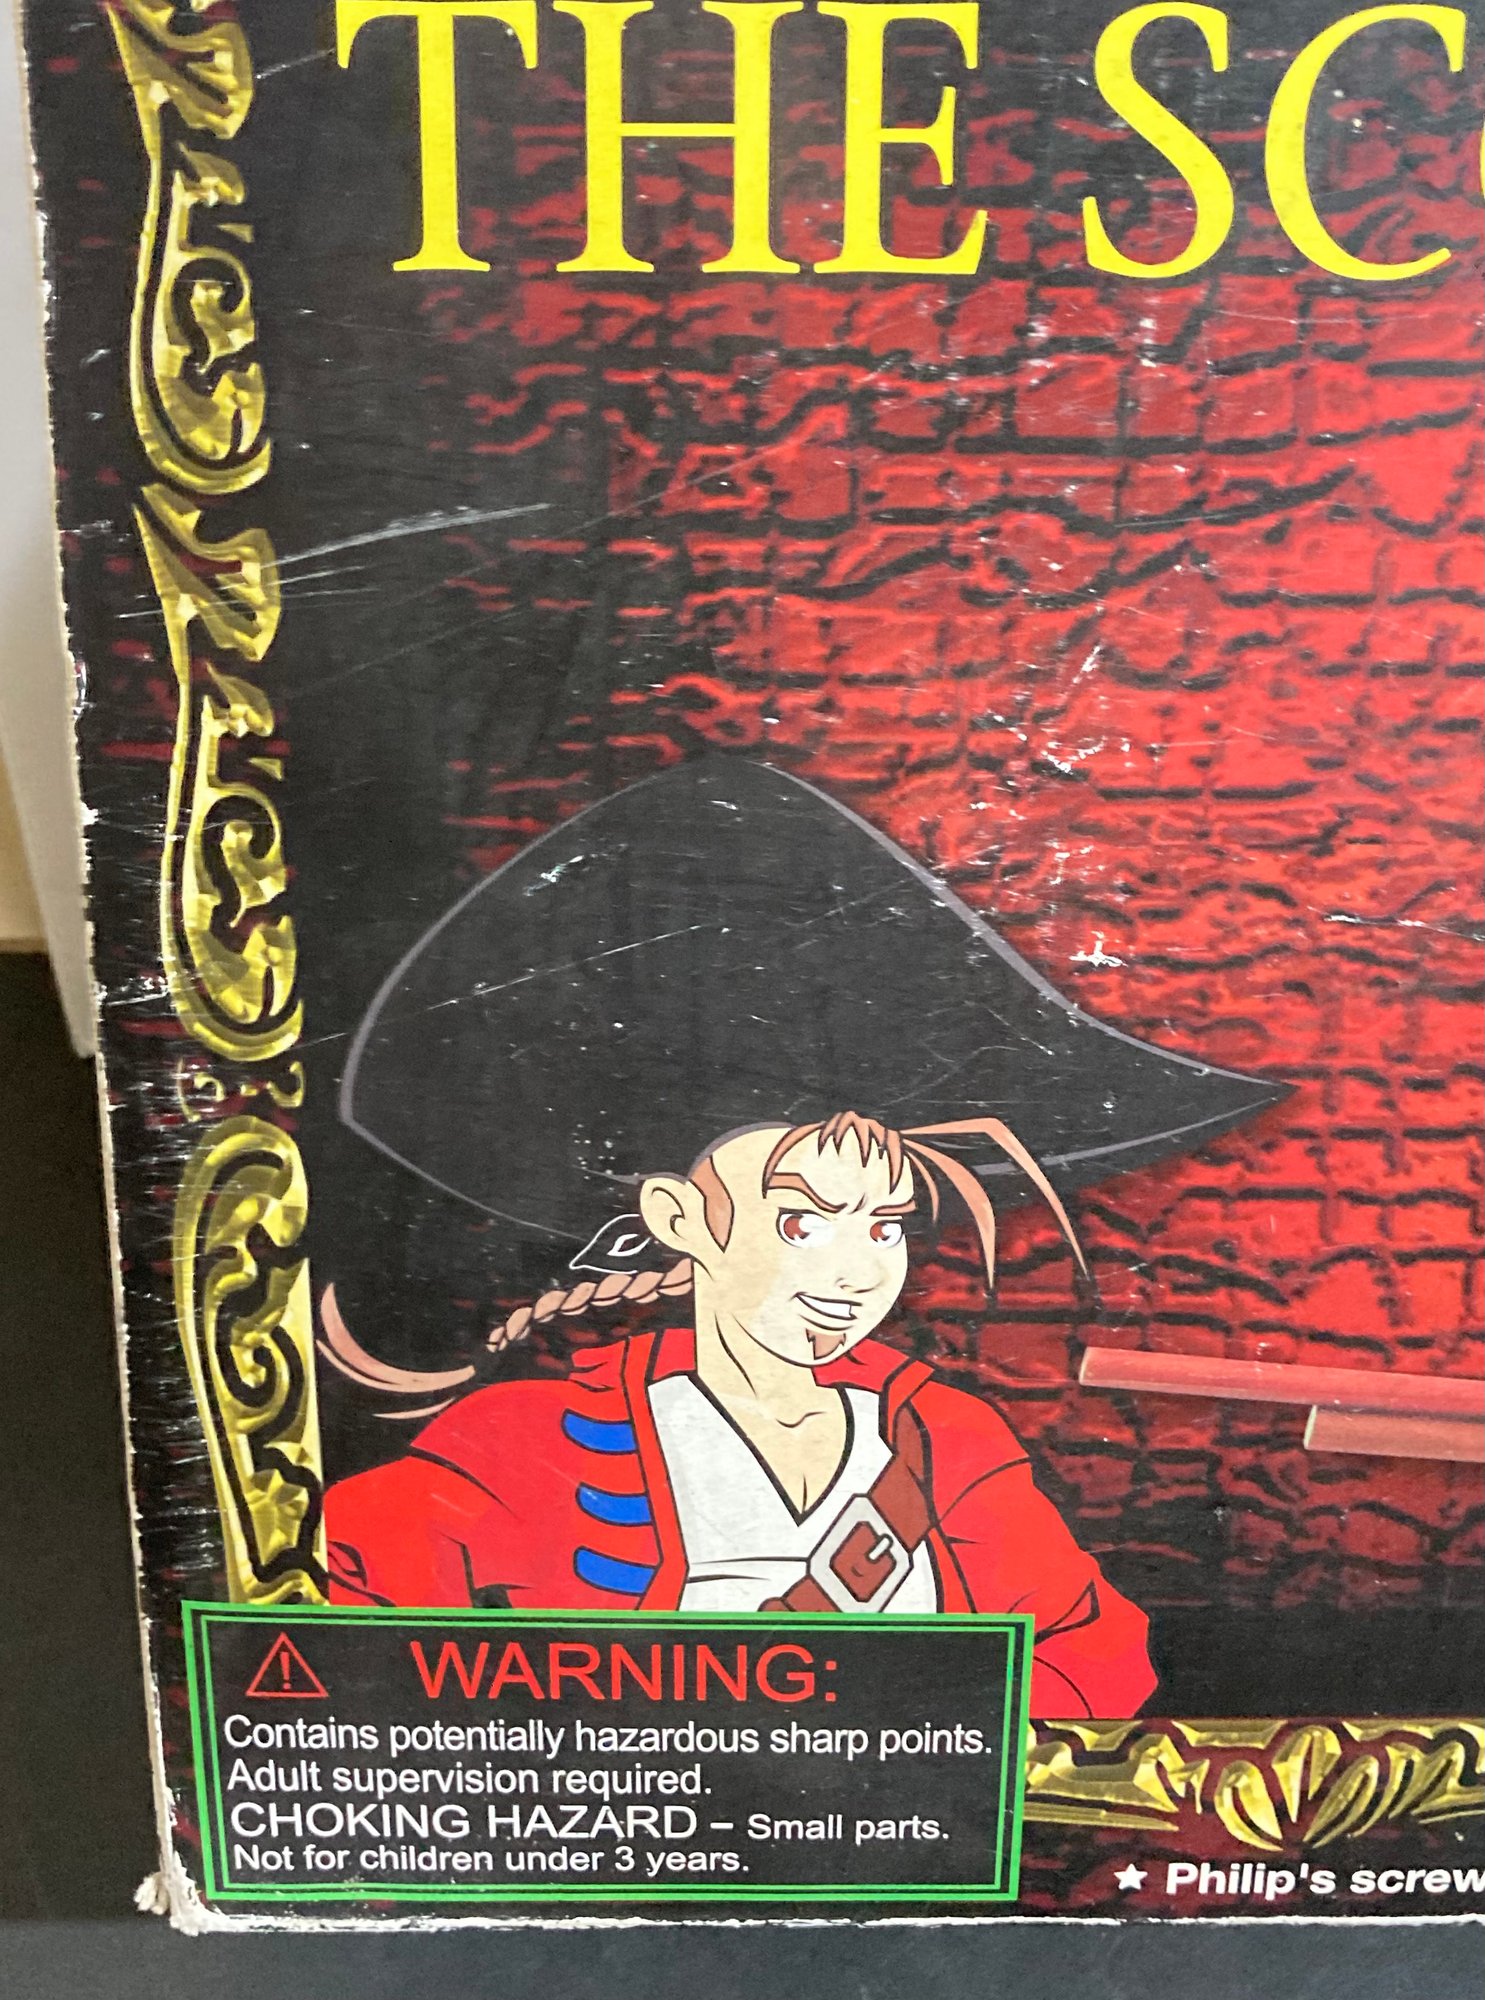 THE SC
WARNING:
Contains potentially hazardous sharp points.
Adult supervision required.
CHOKING HAZARD – Small parts.
Not for children under 3 years.
★ Philip's screw